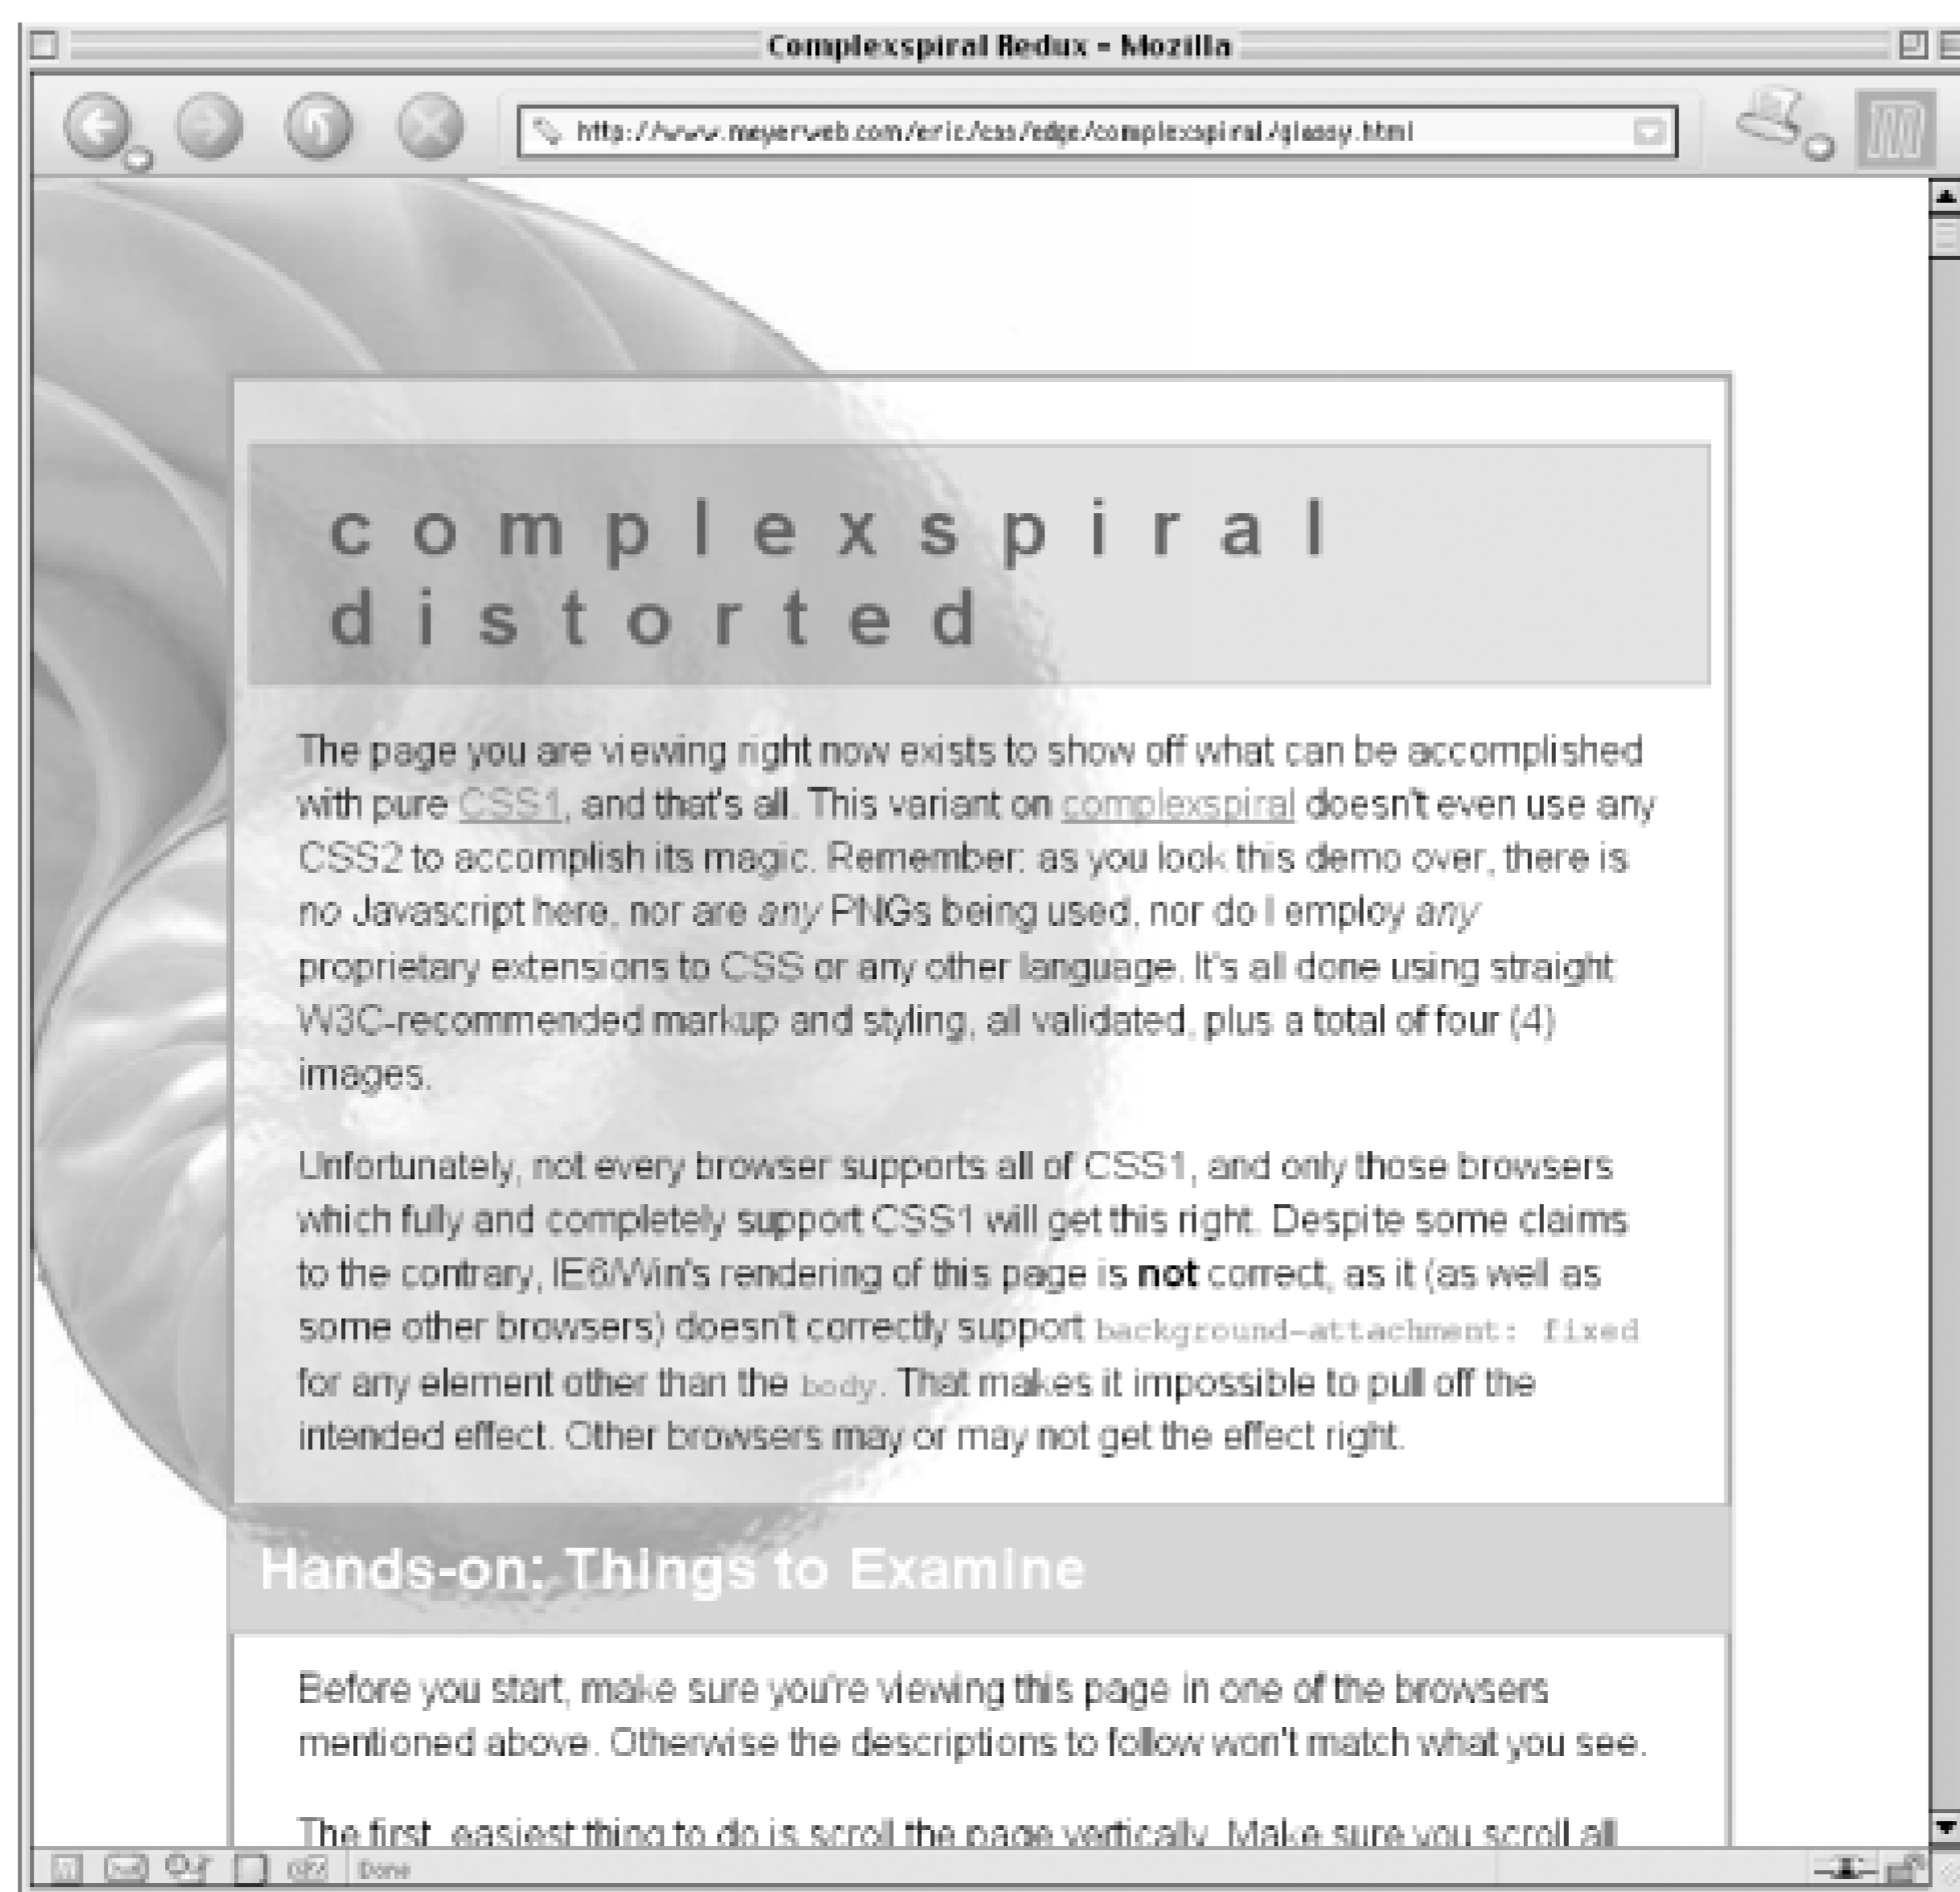 Complexspiral Redux - Mozilla
http://www.meyerweb.com/eric/css/edge/complexspiral/glassy.html
complexspiral
distorted
The page you are viewing right now exists to show off what can be accomplished
with pure CSS1, and that's all. This variant on complexspiral doesn't even use any
CSS2 to accomplish its magic. Remember: as you look this demo over, there is
no Javascript here, nor are any PNGs being used, nor do I employ any
proprietary extensions to CSS or any other language. It's all done using straight
W3C-recommended markup and styling, all validated, plus a total of four (4)
images.
Unfortunately, not every browser supports all of CSS1, and only those browsers
which fully and completely support CSS1 will get this right. Despite some claims
to the contrary, IE6/Win's rendering of this page is not correct, as it (as well as
some other browsers) doesn't correctly support background-attachment: fixed
for any element other than the body. That makes it impossible to pull off the
intended effect. Other browsers may or may not get the effect right.
Hands-on: Things to Examine
Before you start, make sure you're viewing this page in one of the browsers
mentioned above. Otherwise the descriptions to follow won't match what you see.
The first, easiest thing to do is scroll the page vertically. Make sure you scroll all
Done